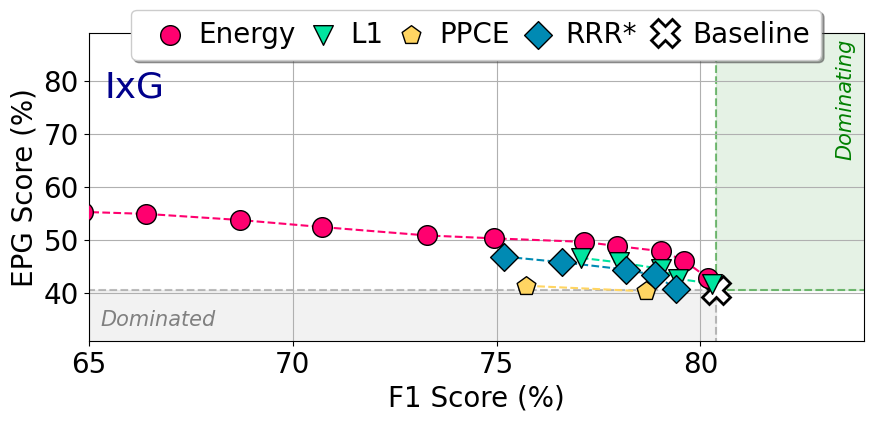 Energy L1 PPCE RRR* Baseline
IxG
Dominating
EPG Score (%)
80
70
60
50
40
Dominated
65 70 75 80
F1 Score (%)